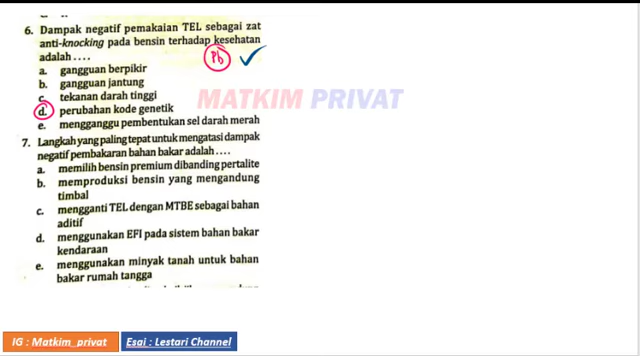 6. Dampak negatif pemakaian TEL sebagai zat
anti-knocking pada bensin terhadap kesehatan
adalah . . . .
Pb
a. gangguan berpikir
b. gangguan jantung
c. tekanan darah tinggi
MATKIM PRIVAT
d. perubahan kode genetik
e. mengganggu pembentukan sel darah merah
7. Langkah yang paling tepat untuk mengatasi dampak
negatif pembakaran bahan bakar adalah . . . .
a. memilih bensin premium dibanding pertalite
b. memproduksi bensin yang mengandung
timbal
c. mengganti TEL dengan MTBE sebagai bahan
aditif
d. menggunakan EFI pada sistem bahan bakar
kendaraan
e. menggunakan minyak tanah untuk bahan
bakar rumah tangga
IG : Matkim_privat
Esai : Lestari Channel